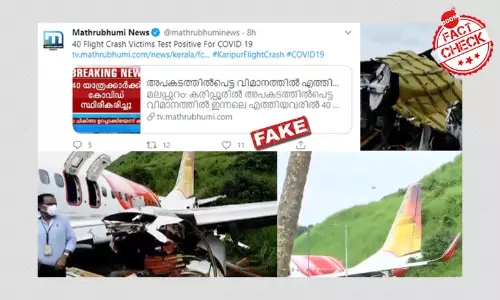 Mathrubhumi News @mathrubhuminews · 8h
40 Flight Crash Victims Test Positive For COVID 19
tv.mathrubhumi.com/news/kerala/fc... #KaripurFlightCrash #COVID19
BREAKING NEWS
40 യാത്രക്കാർക്ക്
കോവിഡ്
സ്ഥിരീകരിച്ചു
അപകടത്തിൽപെട്ട വിമാനത്തിൽ എത്തി...
മലപ്പുറം: കരിപ്പൂരിൽ അപകടത്തിൽപെട്ട
വിമാനത്തിൽ ഇന്നലെ എത്തിയവരിൽ 40 ...
tv.mathrubhumi.com
5
12
11
FAKE
100%
FACT
CHECK